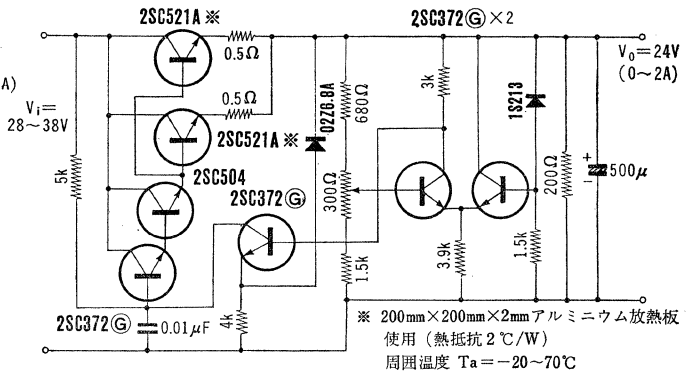 2SC521A※
2SC372Ⓖ×2
0.5Ω
A)
Vi=
28〜38V
0.5Ω
2SC521A※
02Z6.8A
680Ω
3k
1S213
Vo=24V
(0〜2A)
5k
2SC504
2SC372Ⓖ
300Ω
200Ω
+
−
500μ
1.5k
3.9k
1.5k
2SC372Ⓖ
0.01μF
4k
※ 200mm×200mm×2mmアルミニウム放熱板
使用(熱抵抗2℃/W)
周囲温度 Ta=−20〜70℃